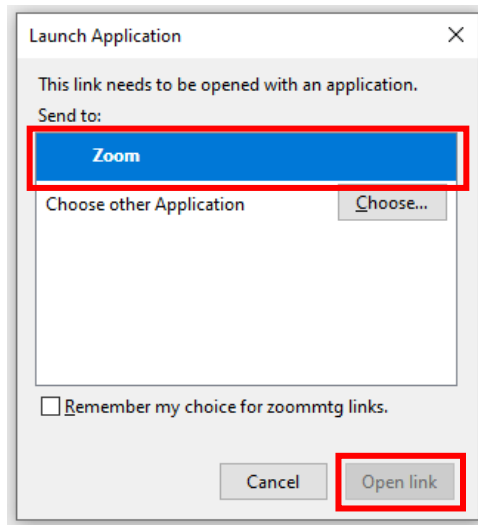 Launch Application
This link needs to be opened with an application.
Send to:
Zoom
Choose other Application
Choose...
Remember my choice for zoommtg links.
Cancel
Open link